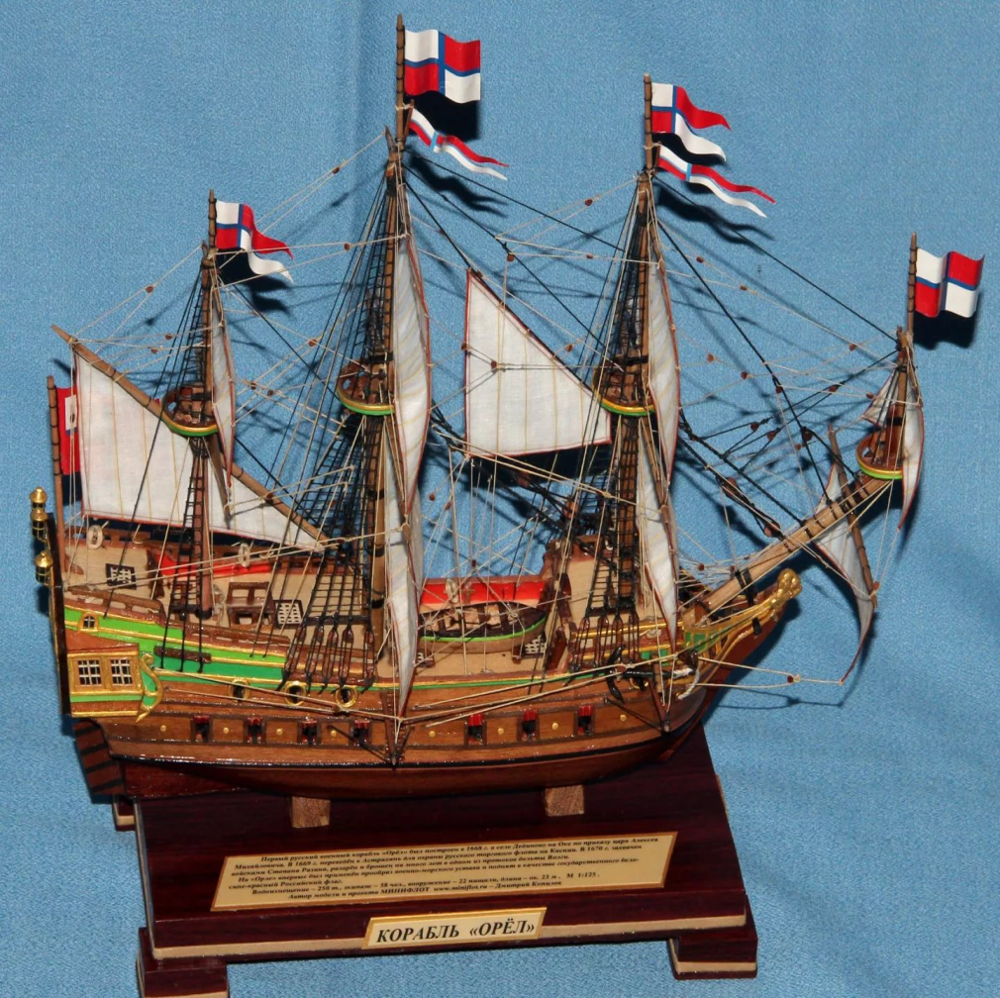 Первый русский военный корабль «Орёл» был построен в 1668 г. в селе Дединово на Оке по приказу царя Алексея
Михайловича. В 1669 г. переведён в Астрахань для охраны русского торгового флота на Каспии. В 1670 г. захвачен
войсками Степана Разина, разорён и брошен на много лет в одном из протоков дельты Волги.
На «Орле» впервые был применён прообраз военно-морского устава и поднят в качестве государственного бело-
сине-красный Российский флаг.
Водоизмещение – 250 т., экипаж – 58 чел., вооружение – 22 пищали, длина – ок. 25 м., М 1:125.
Автор модели и проекта МИНИФЛОТ www.miniflot.ru – Дмитрий Копилов
КОРАБЛЬ «ОРЁЛ»